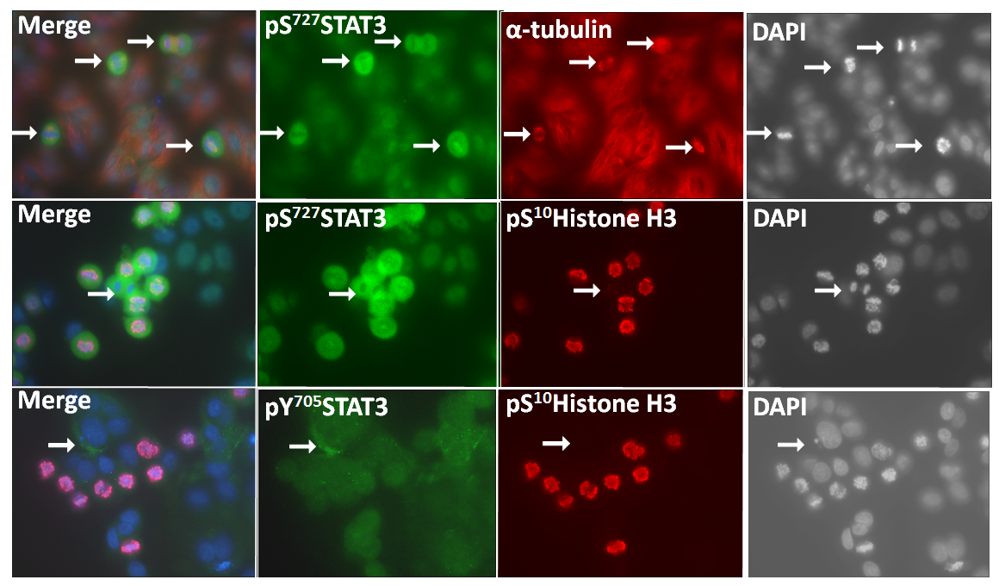 Merge
pS⁷²⁷STAT3
α-tubulin
DAPI
Merge
pS⁷²⁷STAT3
pS¹⁰Histone H3
DAPI
Merge
pY⁷⁰⁵STAT3
pS¹⁰Histone H3
DAPI